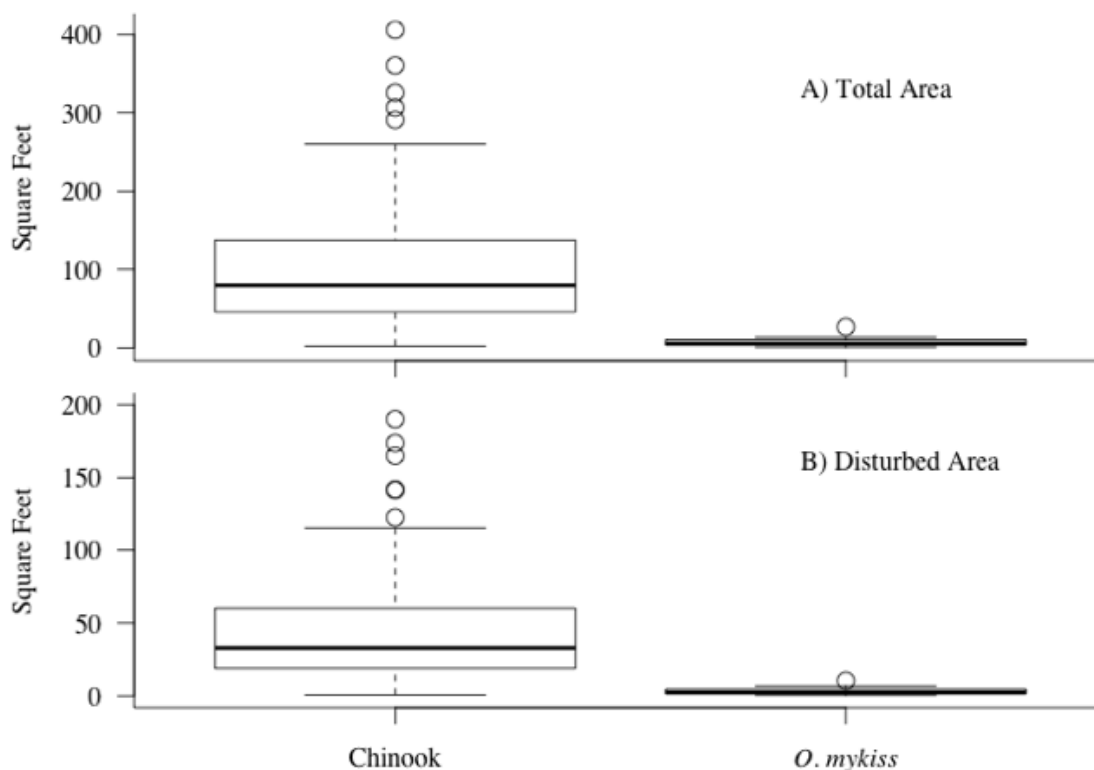 400
300
200
100
0
Square Feet
A) Total Area
200
150
100
50
0
Square Feet
B) Disturbed Area
Chinook
O. mykiss